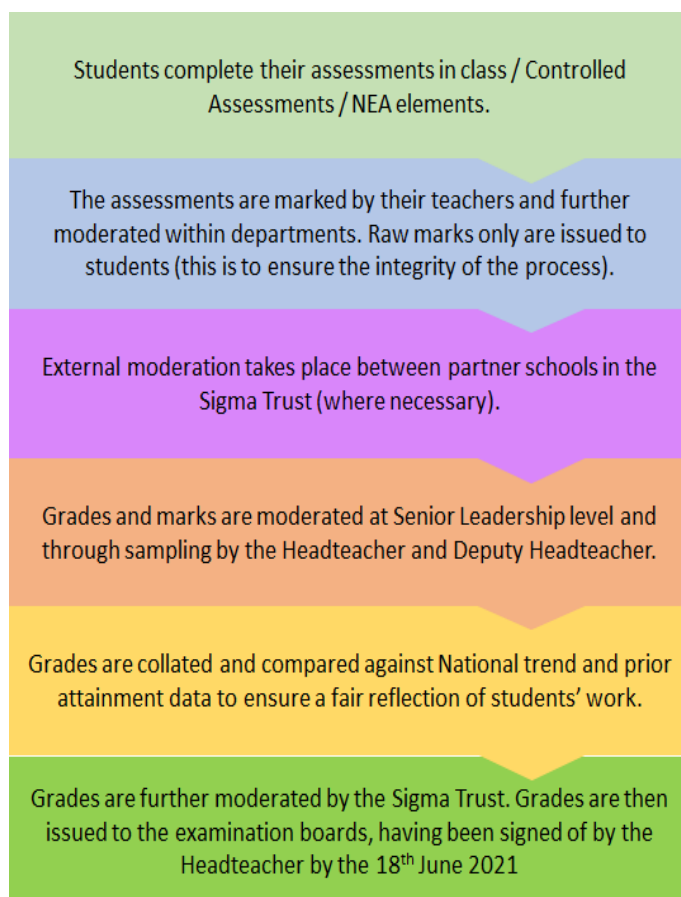 Students complete their assessments in class / Controlled
Assessments / NEA elements.
The assessments are marked by their teachers and further
moderated within departments. Raw marks only are issued to
students (this is to ensure the integrity of the process).
External moderation takes place between partner schools in the
Sigma Trust (where necessary).
Grades and marks are moderated at Senior Leadership level and
through sampling by the Headteacher and Deputy Headteacher.
Grades are collated and compared against National trend and prior
attainment data to ensure a fair reflection of students’ work.
Grades are further moderated by the Sigma Trust. Grades are then
issued to the examination boards, having been signed of by the
Headteacher by the 18th June 2021